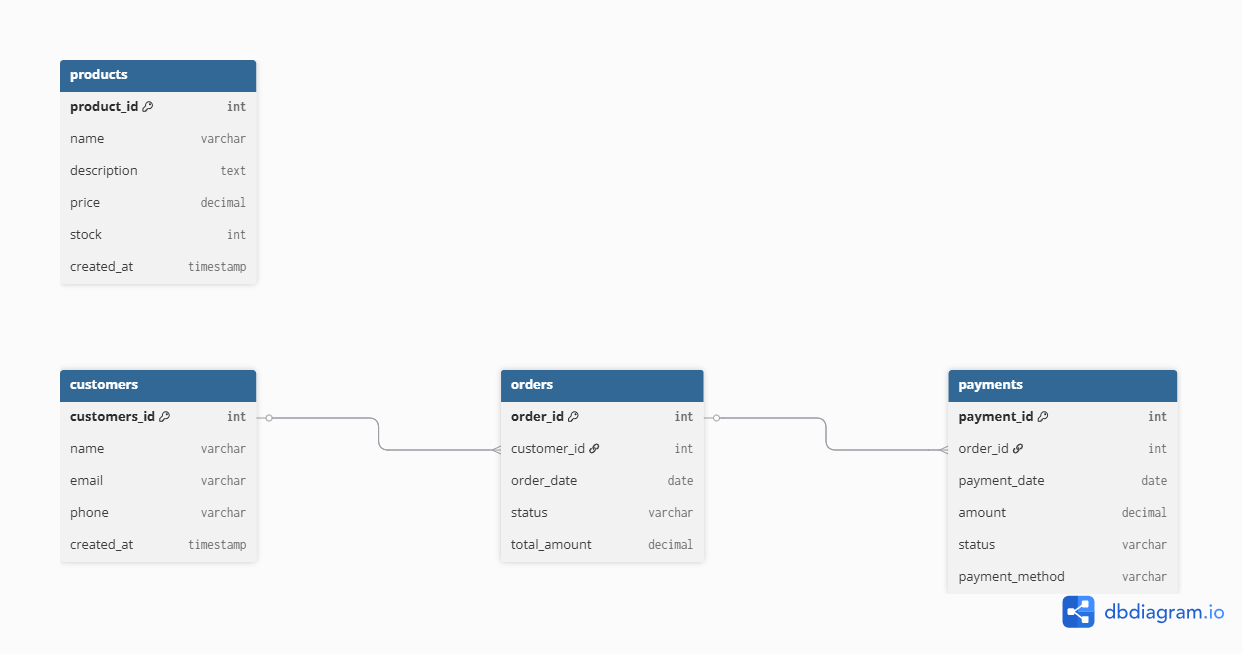 products
product_id int
name varchar
description text
price decimal
stock int
created_at timestamp
customers
customers_id int
name varchar
email varchar
phone varchar
created_at timestamp
orders
order_id int
customer_id int
order_date date
status varchar
total_amount decimal
payments
payment_id int
order_id int
payment_date date
amount decimal
status varchar
payment_method varchar
dbdiagram.io